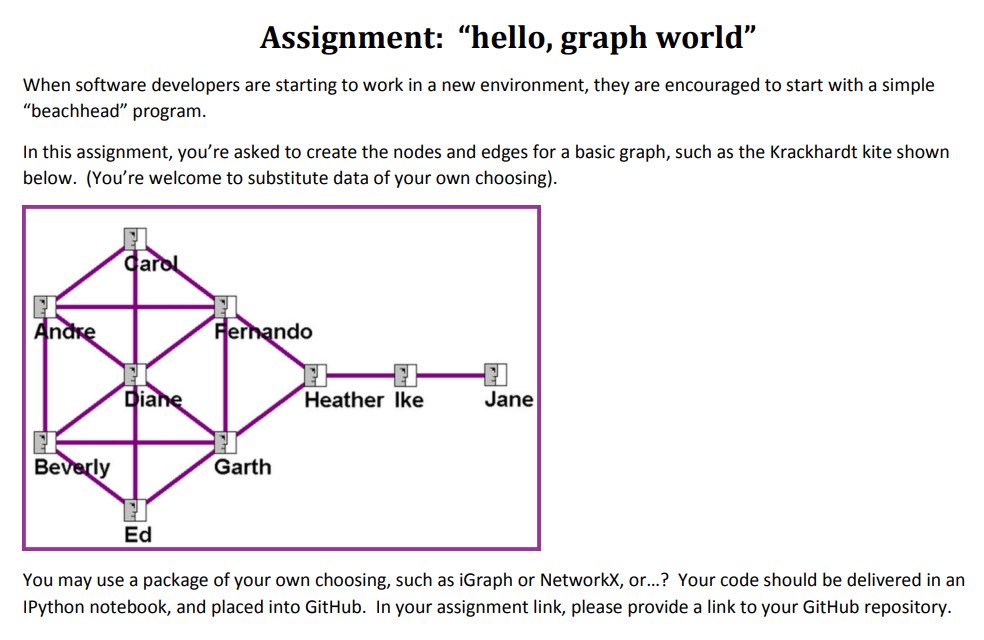 Assignment:  “hello, graph world”
When software developers are starting to work in a new environment, they are encouraged to start with a simple
“beachhead” program.
In this assignment, you’re asked to create the nodes and edges for a basic graph, such as the Krackhardt kite shown
below.  (You’re welcome to substitute data of your own choosing).
Carol
Andre Fernando
Diane Heather Ike Jane
Beverly Garth
Ed
You may use a package of your own choosing, such as iGraph or NetworkX, or…?  Your code should be delivered in an
IPython notebook, and placed into GitHub.  In your assignment link, please provide a link to your GitHub repository.